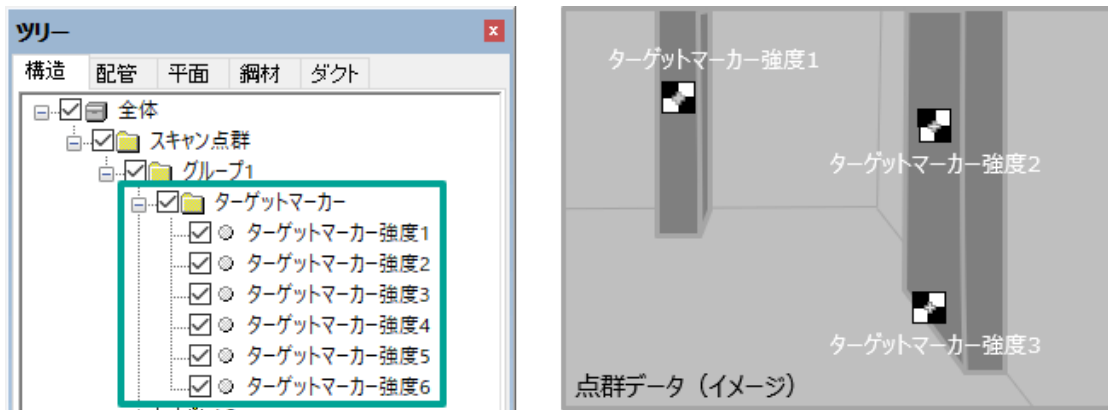 ツリー
構造 配管 平面 鋼材 ダクト
全体
スキャン点群
グループ1
ターゲットマーカー
ターゲットマーカー強度1
ターゲットマーカー強度2
ターゲットマーカー強度3
ターゲットマーカー強度4
ターゲットマーカー強度5
ターゲットマーカー強度6
ターゲットマーカー強度1
ターゲットマーカー強度2
ターゲットマーカー強度3
点群データ（イメージ）